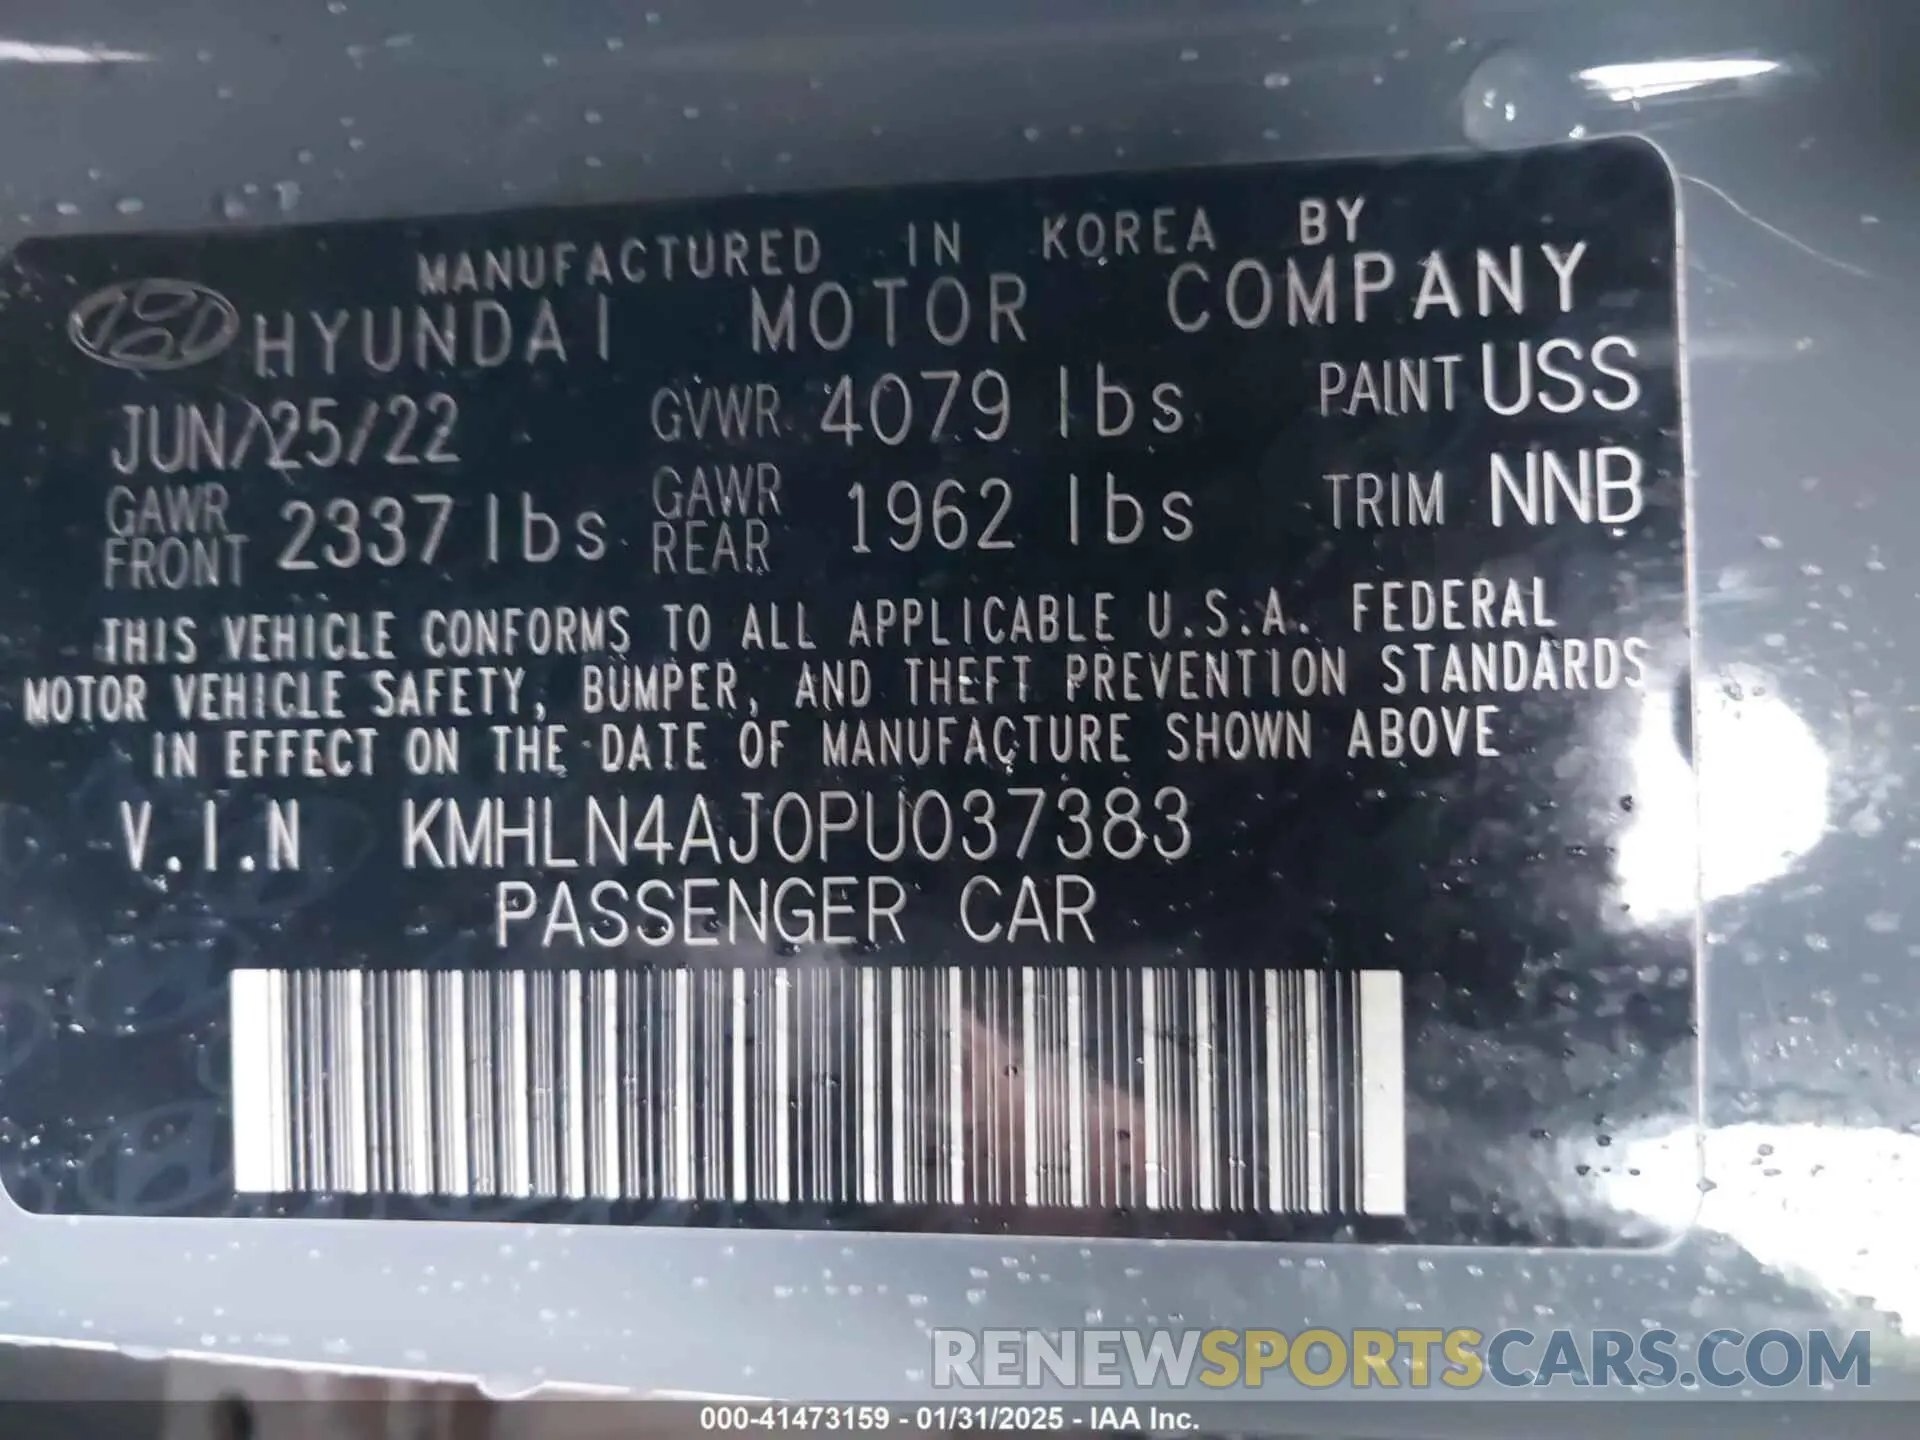 MANUFACTURED IN KOREA BY
HYUNDAI MOTOR COMPANY
JUN/25/22 GVWR 4079 lbs PAINT USS
GAWR FRONT 2337 lbs GAWR REAR 1962 lbs TRIM NNB
THIS VEHICLE CONFORMS TO ALL APPLICABLE U.S.A. FEDERAL
MOTOR VEHICLE SAFETY, BUMPER, AND THEFT PREVENTION STANDARDS
IN EFFECT ON THE DATE OF MANUFACTURE SHOWN ABOVE
V.I.N KMHLN4AJ0PU037383
PASSENGER CAR
RENEWSPORTSCARS.COM
000-41473159 - 01/31/2025 - IAA Inc.